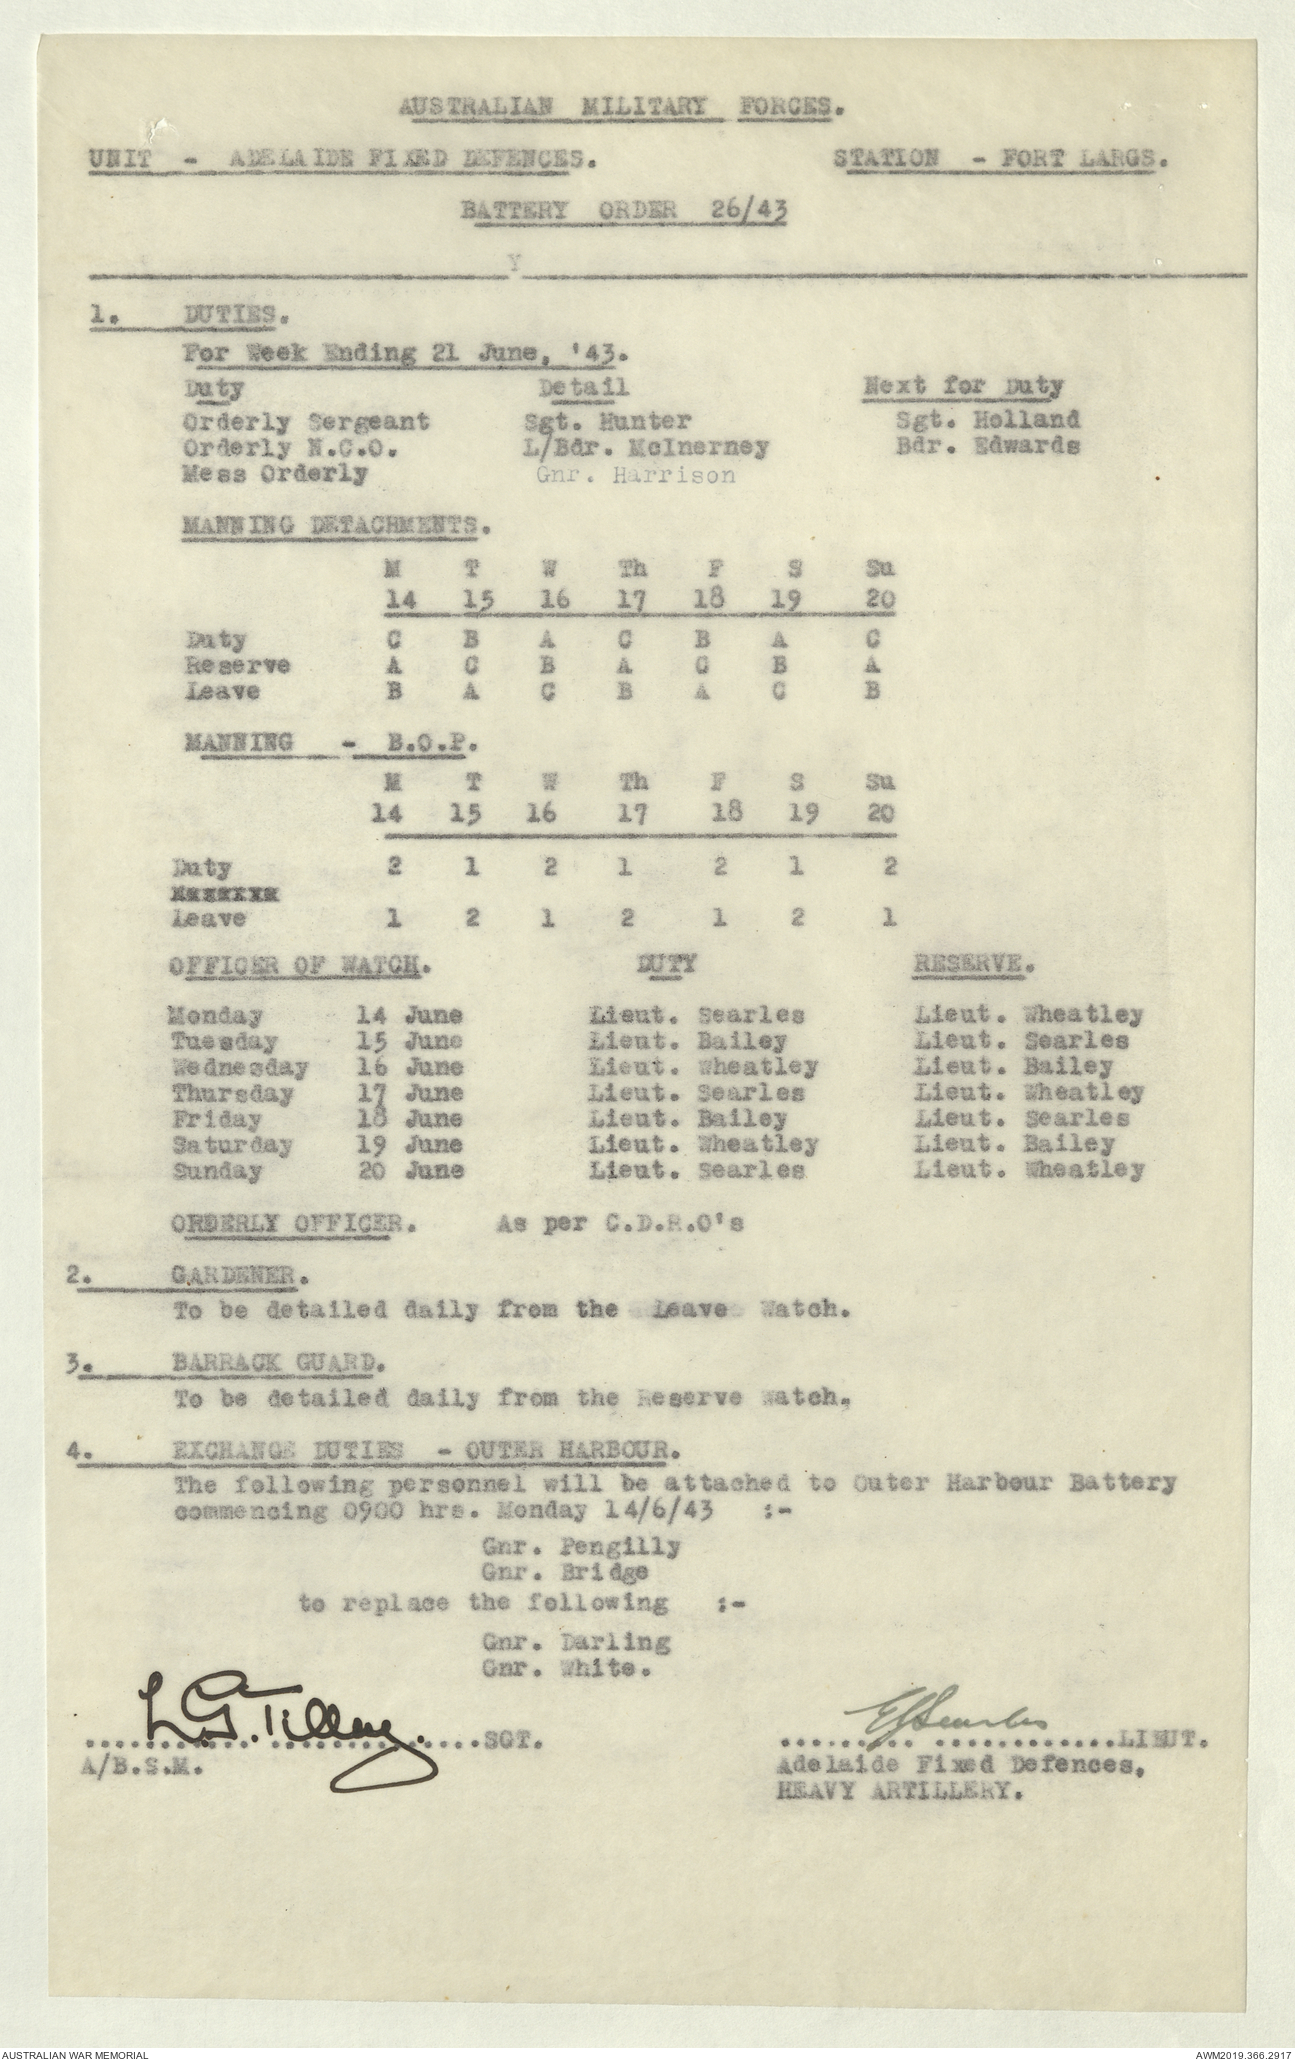 AUSTRALIAN MILITARY FORCES.
UNIT - ADELAIDE FIXED DEFENCES. STATION - FORT LARGS.
BATTERY ORDER 26/43
Y
1. DUTIES.
For Week Ending 21 June, '43.
Duty Detail Next for Duty
Orderly Sergeant Sgt. Hunter Sgt. Holland
Orderly N.C.O. L/Bdr. McInerney Bdr. Edwards
Mess Orderly Gnr. Harrison
MANNING DETACHMENTS.
M T W Th F S Su
14 15 16 17 18 19 20
Duty C B A C B A C
Reserve A C B A C B A
Leave B A C B A C B
MANNING - B.O.P.
M T W Th F S Su
14 15 16 17 18 19 20
Duty 2 1 2 1 2 1 2
Leave 1 2 1 2 1 2 1
OFFICER OF WATCH. DUTY RESERVE.
Monday 14 June Lieut. Searles Lieut. Wheatley
Tuesday 15 June Lieut. Bailey Lieut. Searles
Wednesday 16 June Lieut. Wheatley Lieut. Bailey
Thursday 17 June Lieut. Searles Lieut. Wheatley
Friday 18 June Lieut. Bailey Lieut. Searles
Saturday 19 June Lieut. Wheatley Lieut. Bailey
Sunday 20 June Lieut. Searles Lieut. Wheatley
ORDERLY OFFICER. As per C.D.R.O's
2. GARDENER.
To be detailed daily from the Leave Watch.
3. BARRACK GUARD.
To be detailed daily from the Reserve Watch.
4. EXCHANGE DUTIES - OUTER HARBOUR.
The following personnel will be attached to Outer Harbour Battery
commencing 0900 hrs. Monday 14/6/43 :-
Gnr. Pengilly
Gnr. Bridge
to replace the following :-
Gnr. Darling
Gnr. White.
L.G. Tilley. SGT. EJSearles LIEUT.
A/B.S.M. Adelaide Fixed Defences,
HEAVY ARTILLERY.
AUSTRALIAN WAR MEMORIAL AWM2019.366.2917